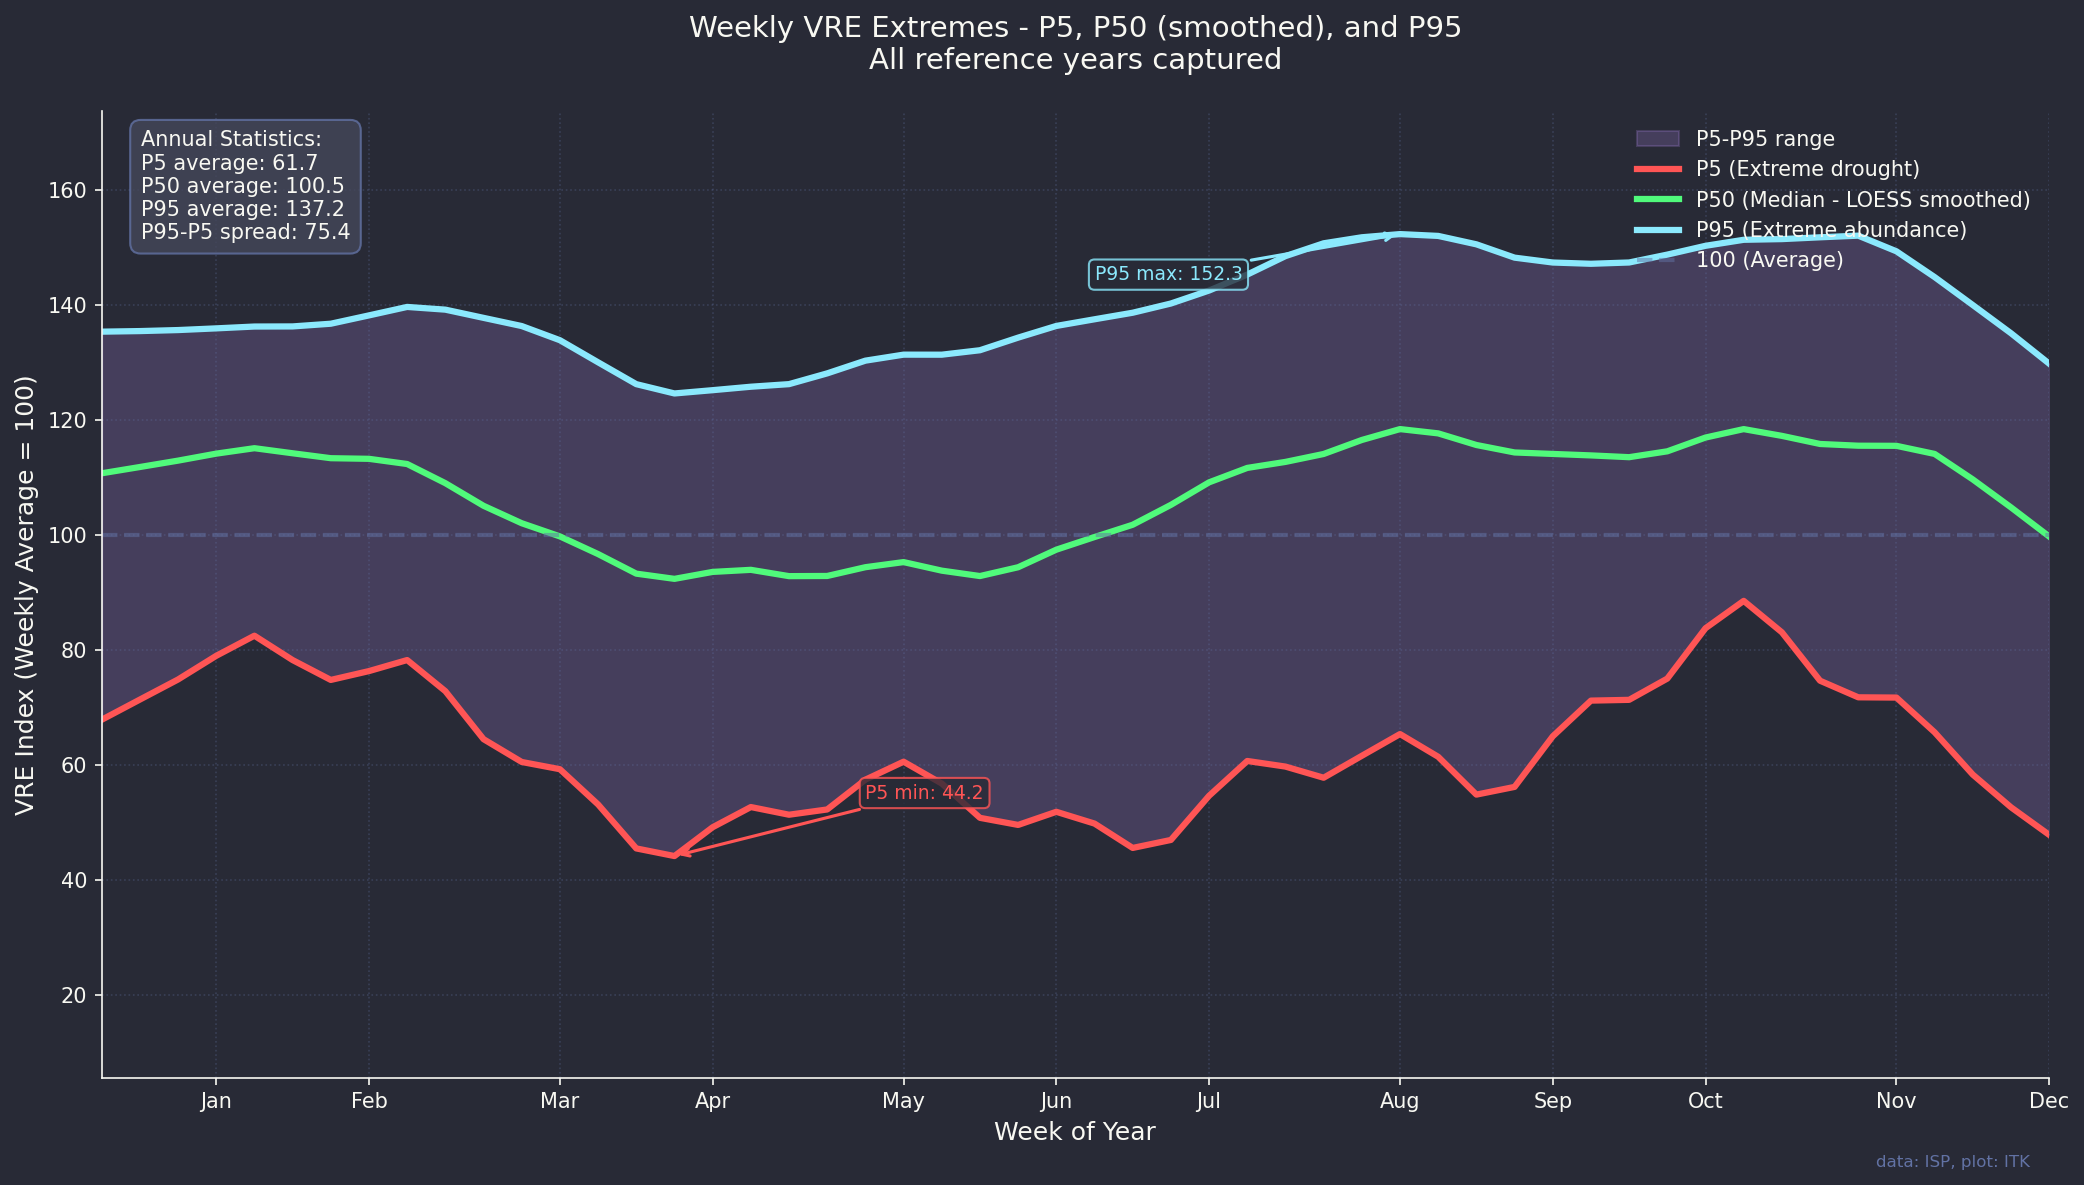 Weekly VRE Extremes - P5, P50 (smoothed), and P95
All reference years captured
Annual Statistics:
P5 average: 61.7
P50 average: 100.5
P95 average: 137.2
P95-P5 spread: 75.4
P5-P95 range
P5 (Extreme drought)
P50 (Median - LOESS smoothed)
P95 (Extreme abundance)
100 (Average)
P95 max: 152.3
P5 min: 44.2
VRE Index (Weekly Average = 100)
160
140
120
100
80
60
40
20
Jan Feb Mar Apr May Jun Jul Aug Sep Oct Nov Dec
Week of Year
data: ISP, plot: ITK